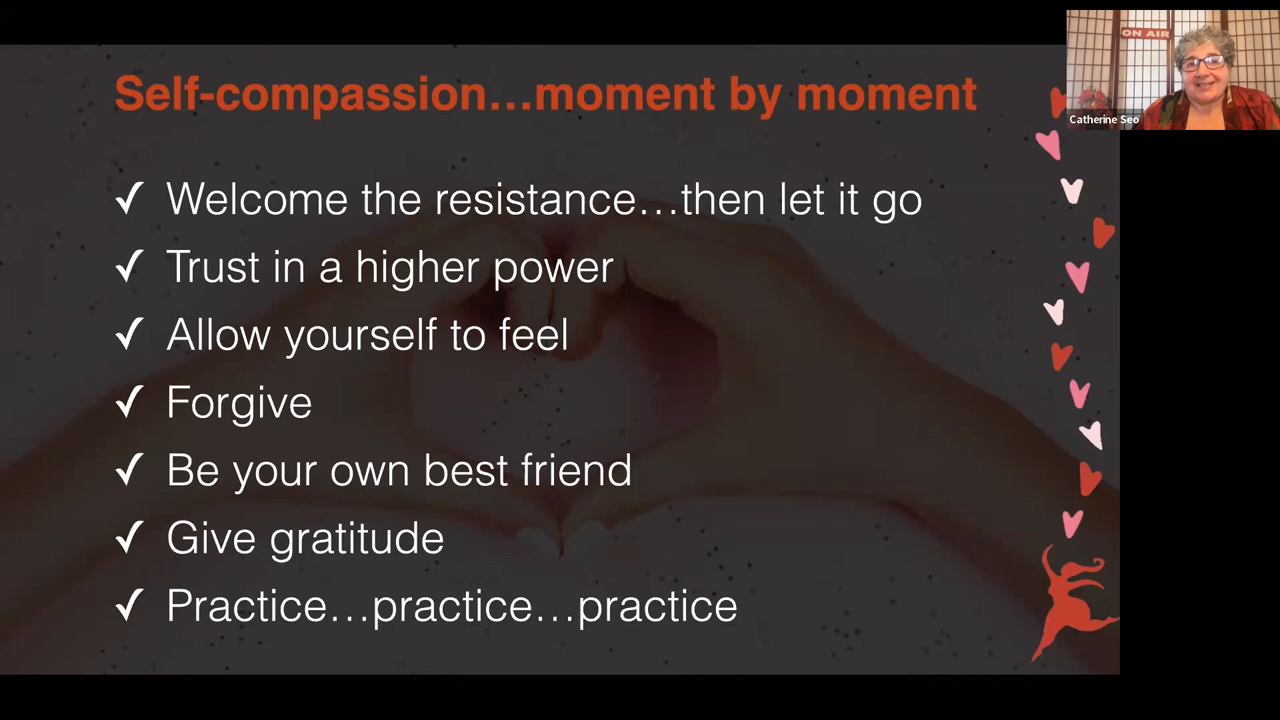 Self-compassion...moment by moment
✓ Welcome the resistance...then let it go
✓ Trust in a higher power
✓ Allow yourself to feel
✓ Forgive
✓ Be your own best friend
✓ Give gratitude
✓ Practice...practice...practice
ON AIR
Catherine Seo